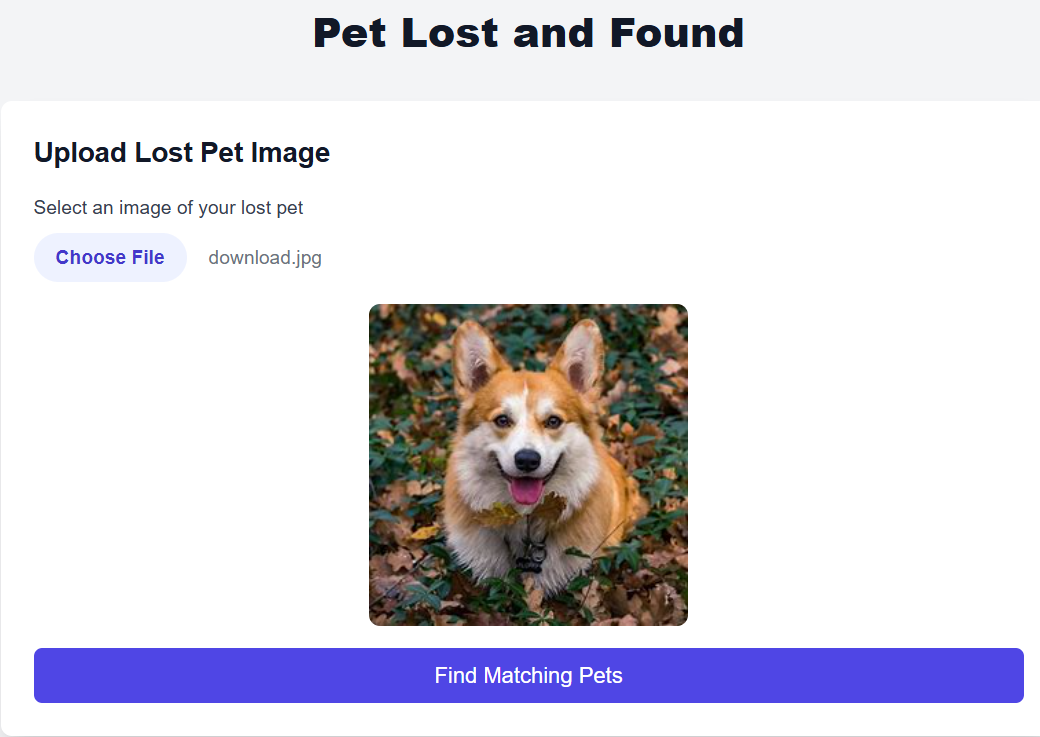 Pet Lost and Found
Upload Lost Pet Image
Select an image of your lost pet
Choose File download.jpg
Find Matching Pets